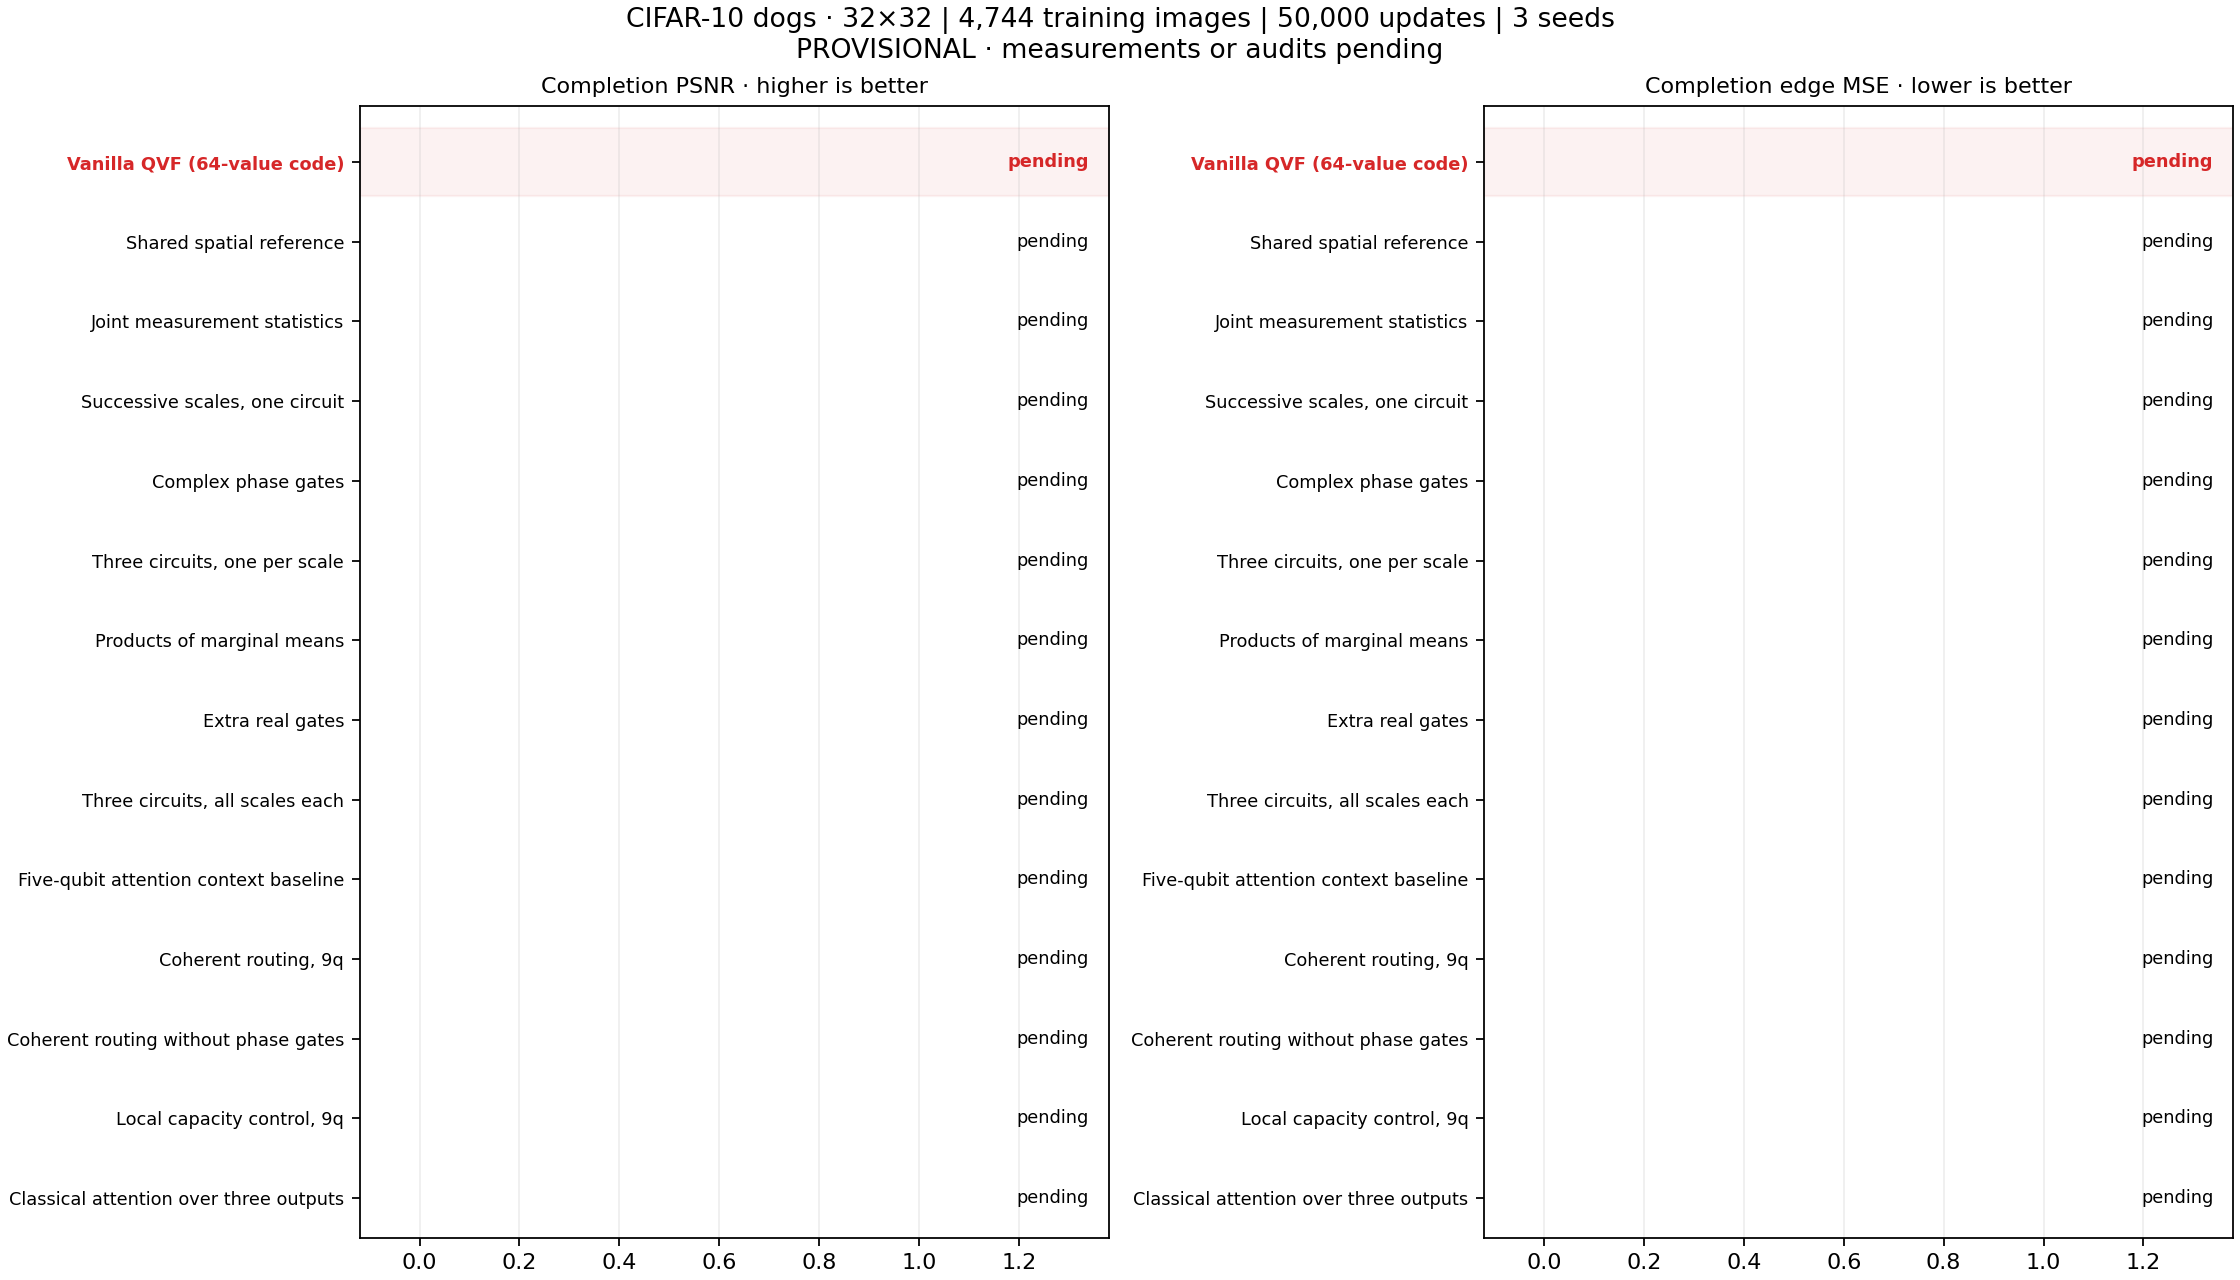 CIFAR-10 dogs · 32×32 | 4,744 training images | 50,000 updates | 3 seeds
PROVISIONAL · measurements or audits pending
Completion PSNR · higher is better
Vanilla QVF (64-value code) pending
Shared spatial reference pending
Joint measurement statistics pending
Successive scales, one circuit pending
Complex phase gates pending
Three circuits, one per scale pending
Products of marginal means pending
Extra real gates pending
Three circuits, all scales each pending
Five-qubit attention context baseline pending
Coherent routing, 9q pending
Coherent routing without phase gates pending
Local capacity control, 9q pending
Classical attention over three outputs pending
0.0 0.2 0.4 0.6 0.8 1.0 1.2
Completion edge MSE · lower is better
Vanilla QVF (64-value code) pending
Shared spatial reference pending
Joint measurement statistics pending
Successive scales, one circuit pending
Complex phase gates pending
Three circuits, one per scale pending
Products of marginal means pending
Extra real gates pending
Three circuits, all scales each pending
Five-qubit attention context baseline pending
Coherent routing, 9q pending
Coherent routing without phase gates pending
Local capacity control, 9q pending
Classical attention over three outputs pending
0.0 0.2 0.4 0.6 0.8 1.0 1.2